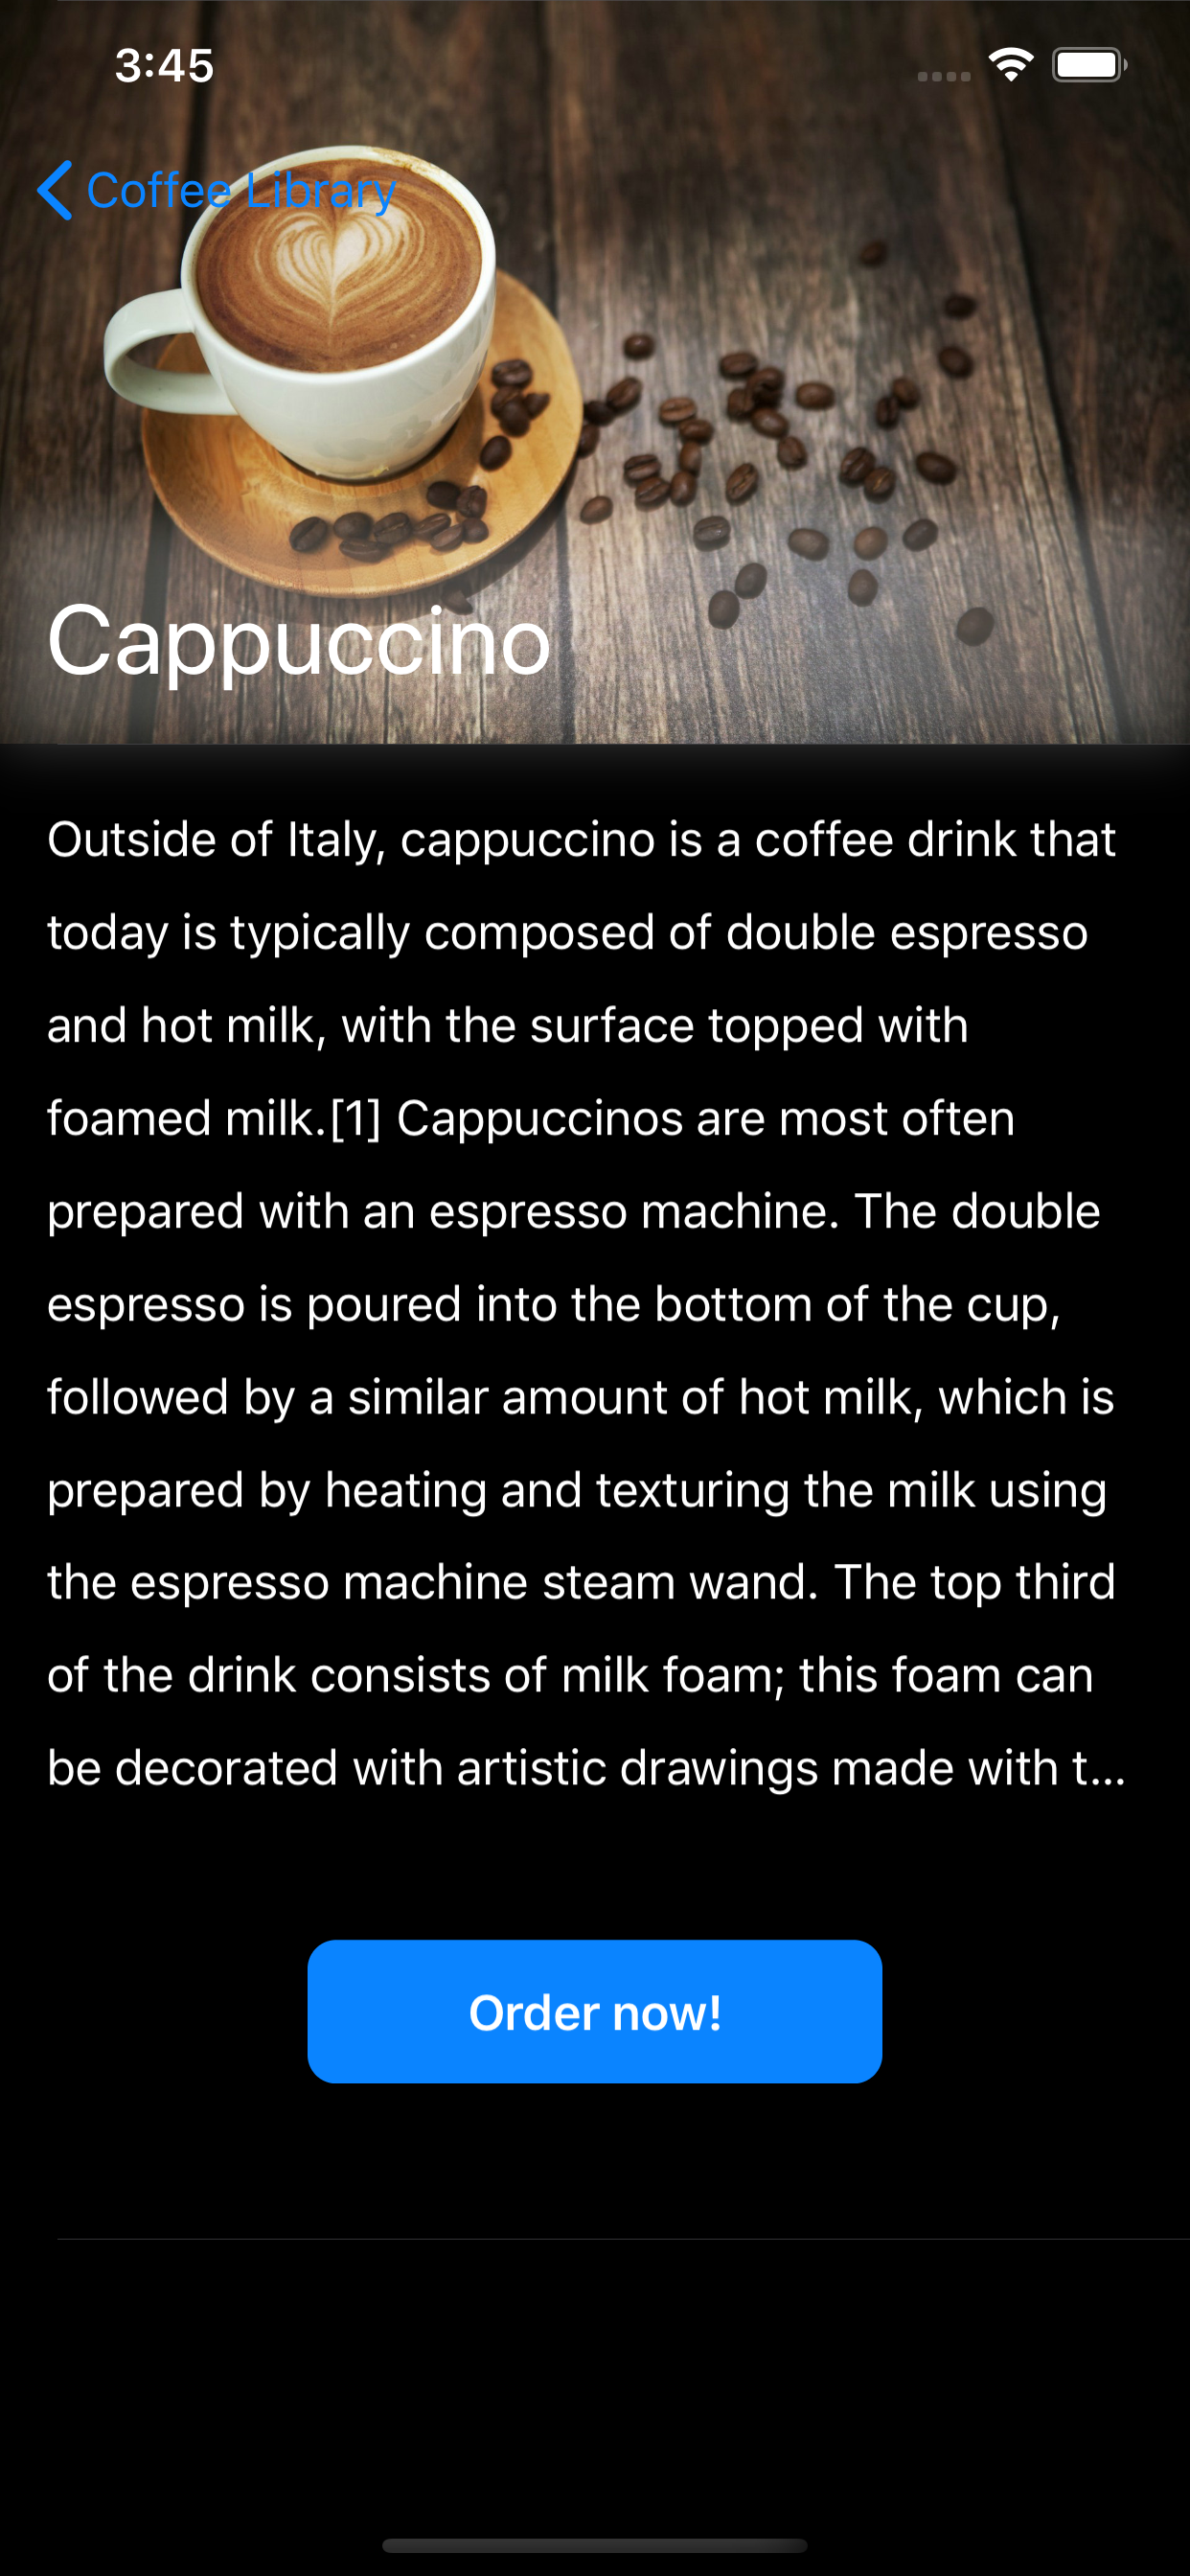 3:45
Coffee Library
Cappuccino
Outside of Italy, cappuccino is a coffee drink that
today is typically composed of double espresso
and hot milk, with the surface topped with
foamed milk.[1] Cappuccinos are most often
prepared with an espresso machine. The double
espresso is poured into the bottom of the cup,
followed by a similar amount of hot milk, which is
prepared by heating and texturing the milk using
the espresso machine steam wand. The top third
of the drink consists of milk foam; this foam can
be decorated with artistic drawings made with t...
Order now!